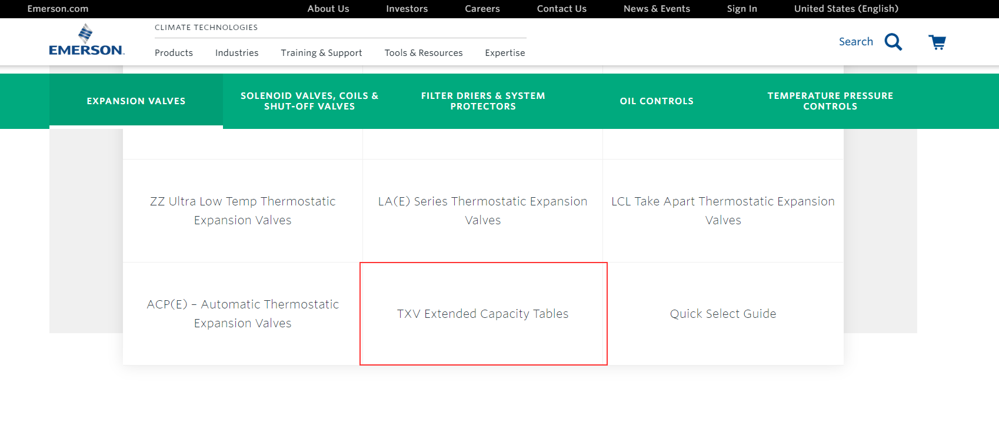 Emerson.com About Us Investors Careers Contact Us News & Events Sign In United States (English)
EMERSON.
CLIMATE TECHNOLOGIES
Products Industries Training & Support Tools & Resources Expertise
Search
EXPANSION VALVES
SOLENOID VALVES, COILS &
SHUT-OFF VALVES
FILTER DRIERS & SYSTEM
PROTECTORS
OIL CONTROLS
TEMPERATURE PRESSURE
CONTROLS
ZZ Ultra Low Temp Thermostatic
Expansion Valves
LA(E) Series Thermostatic Expansion
Valves
LCL Take Apart Thermostatic Expansion
Valves
ACP(E) – Automatic Thermostatic
Expansion Valves
TXV Extended Capacity Tables
Quick Select Guide